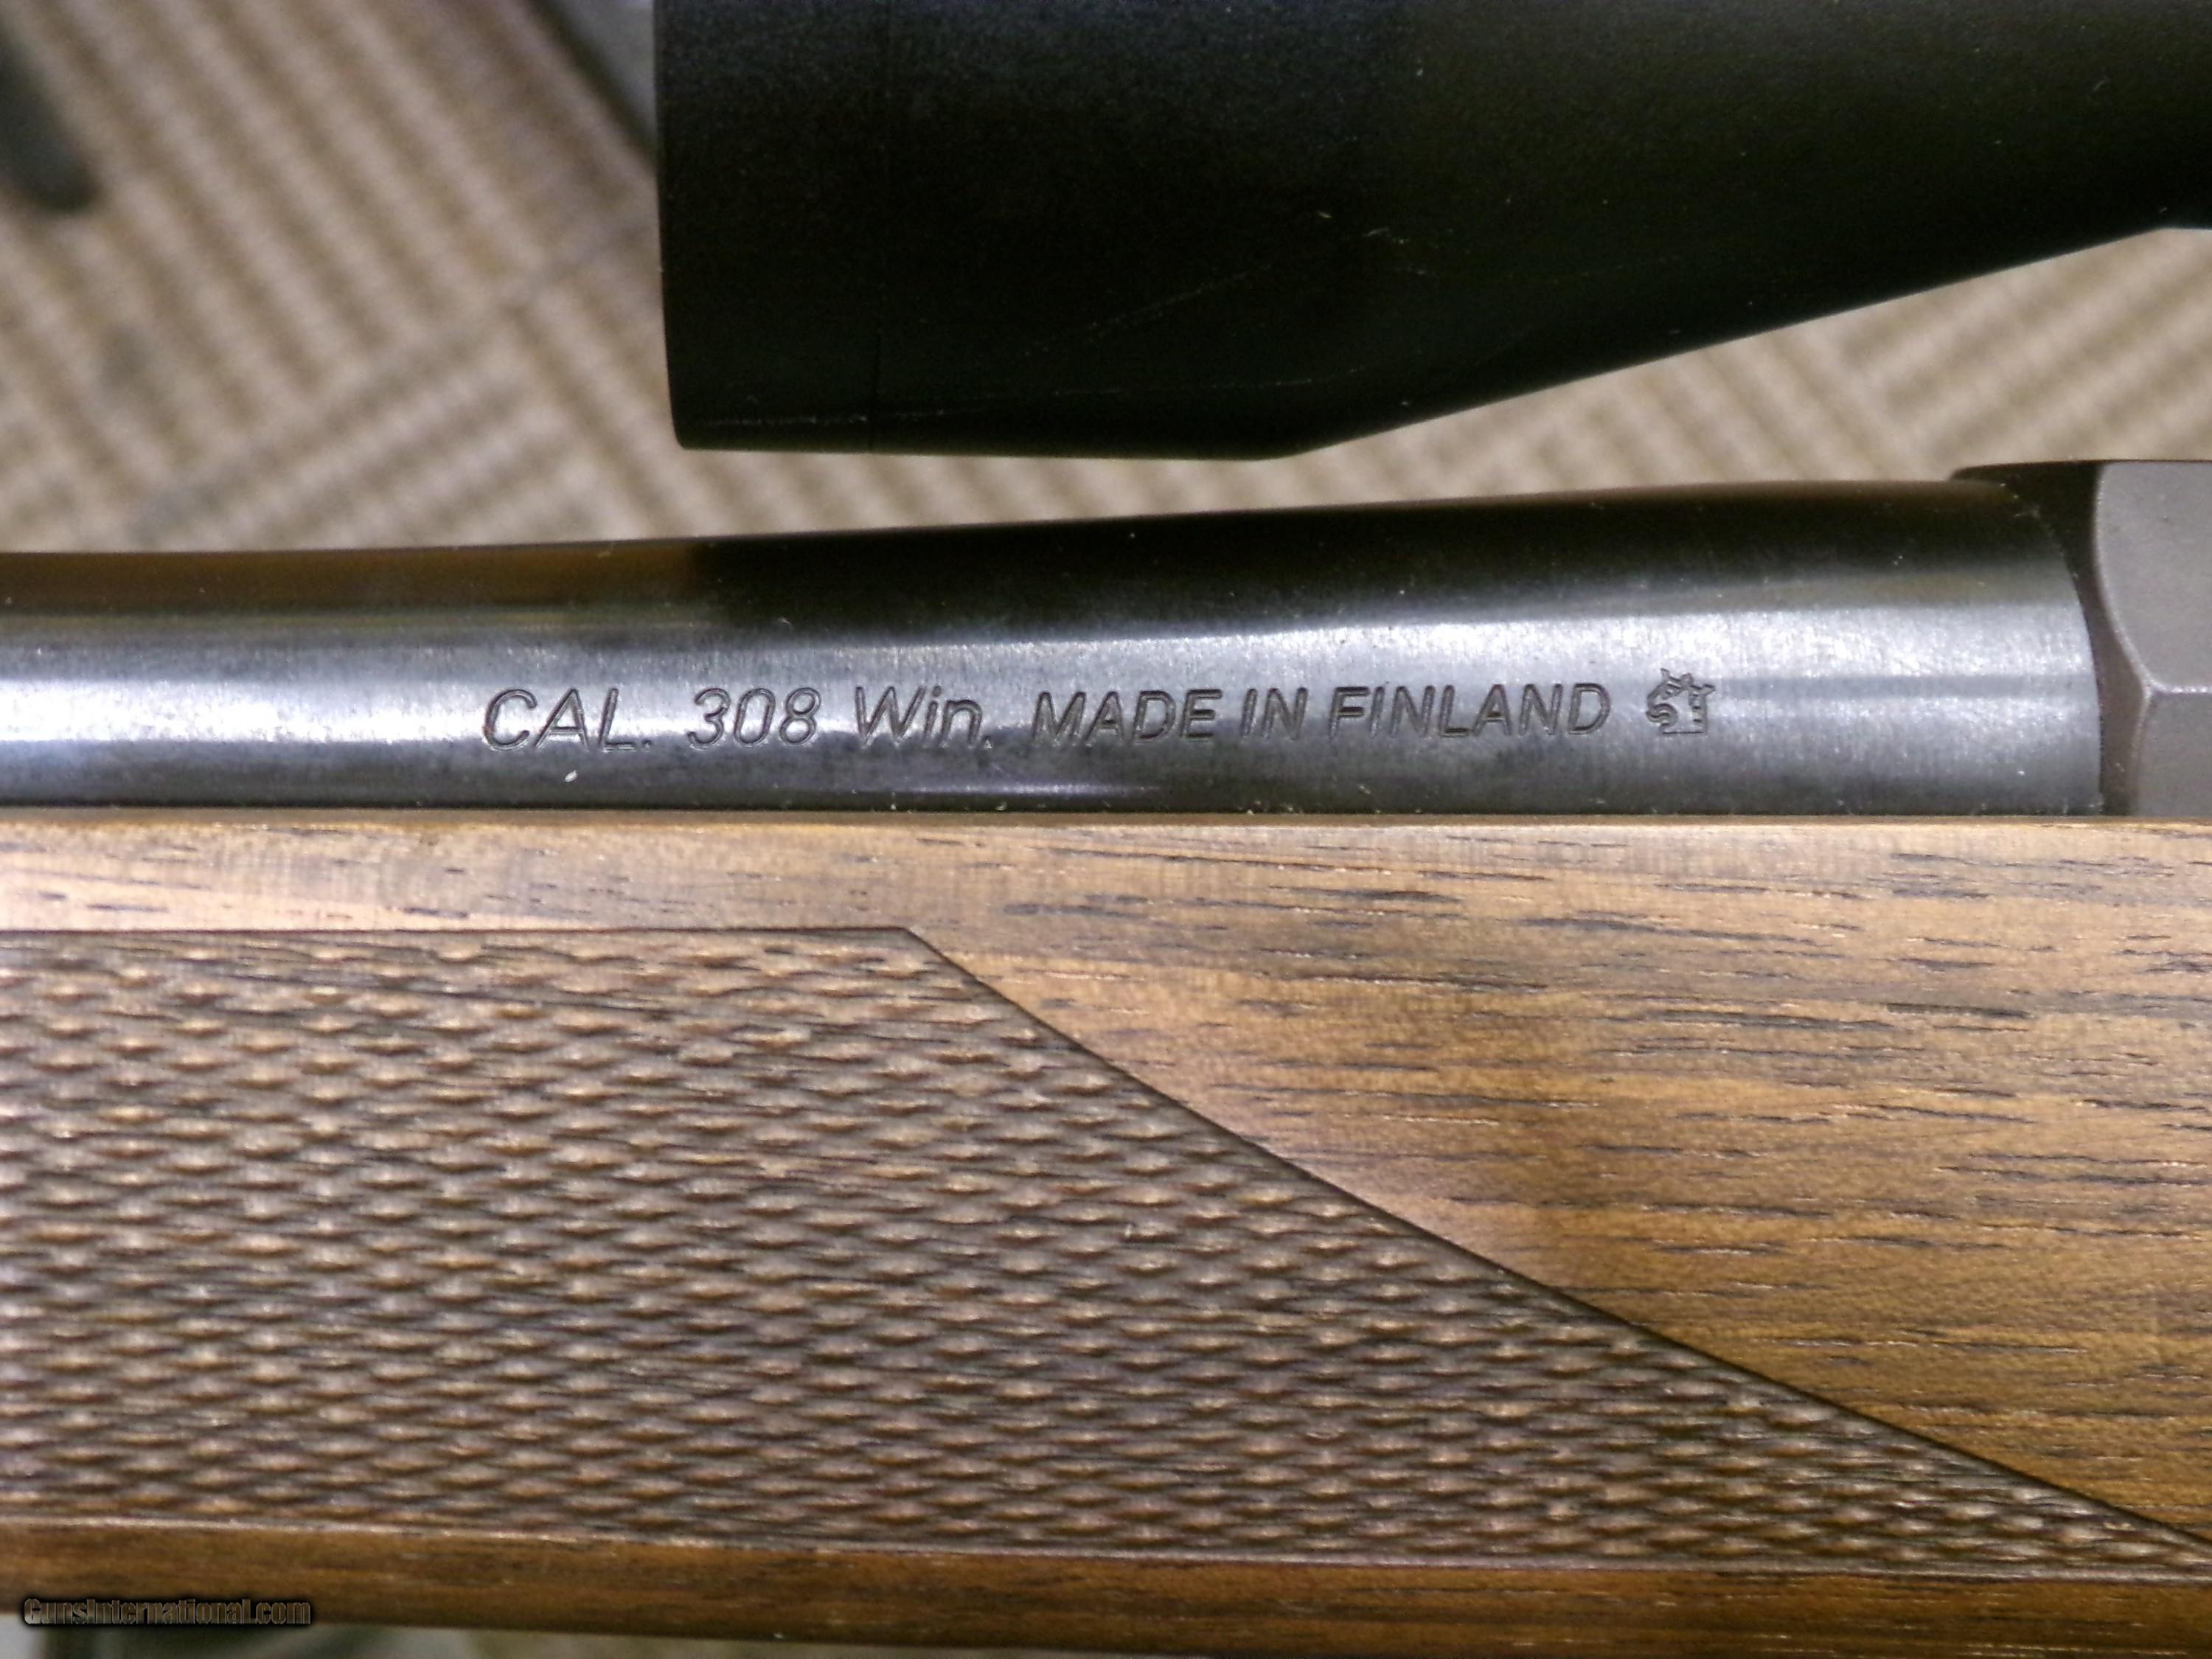 CAL. 308 Win. MADE IN FINLAND
GunsInternational.com